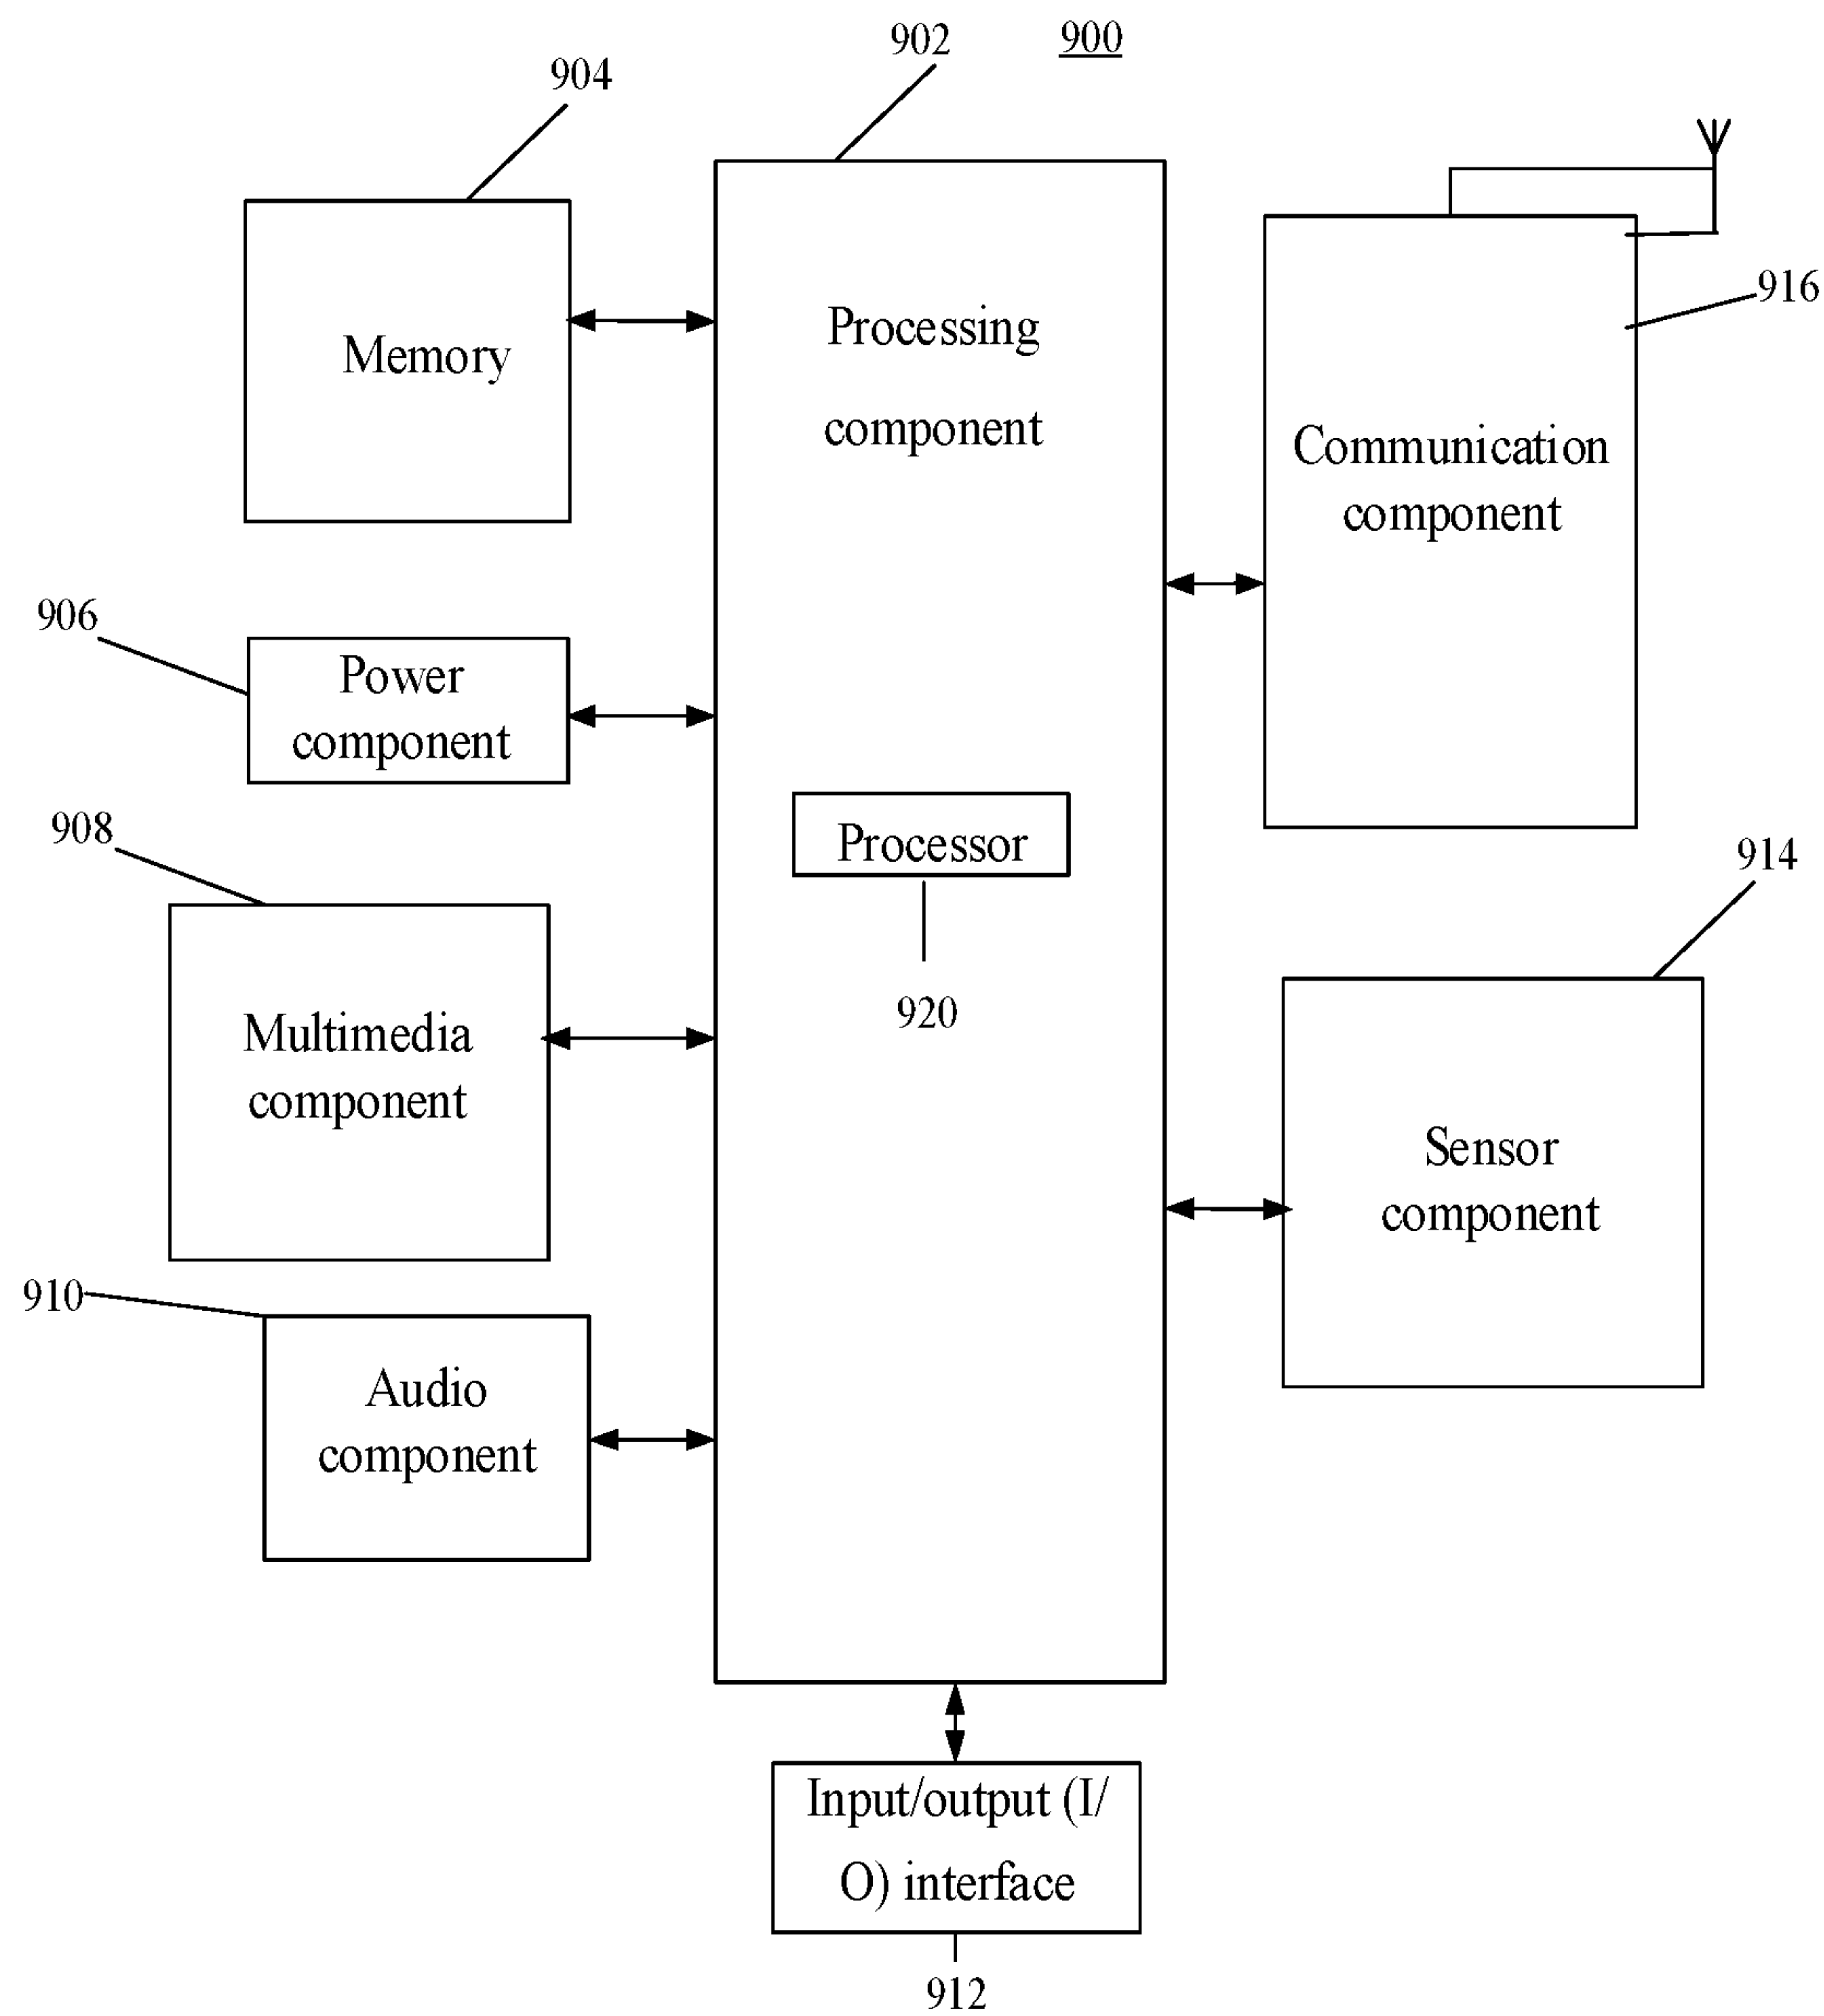 902
900
904
916
Processing
component
Memory
Communication
component
906
Power
component
908
Processor
914
920
Multimedia
component
Sensor
component
910
Audio
component
Input/output (I/
O) interface
912